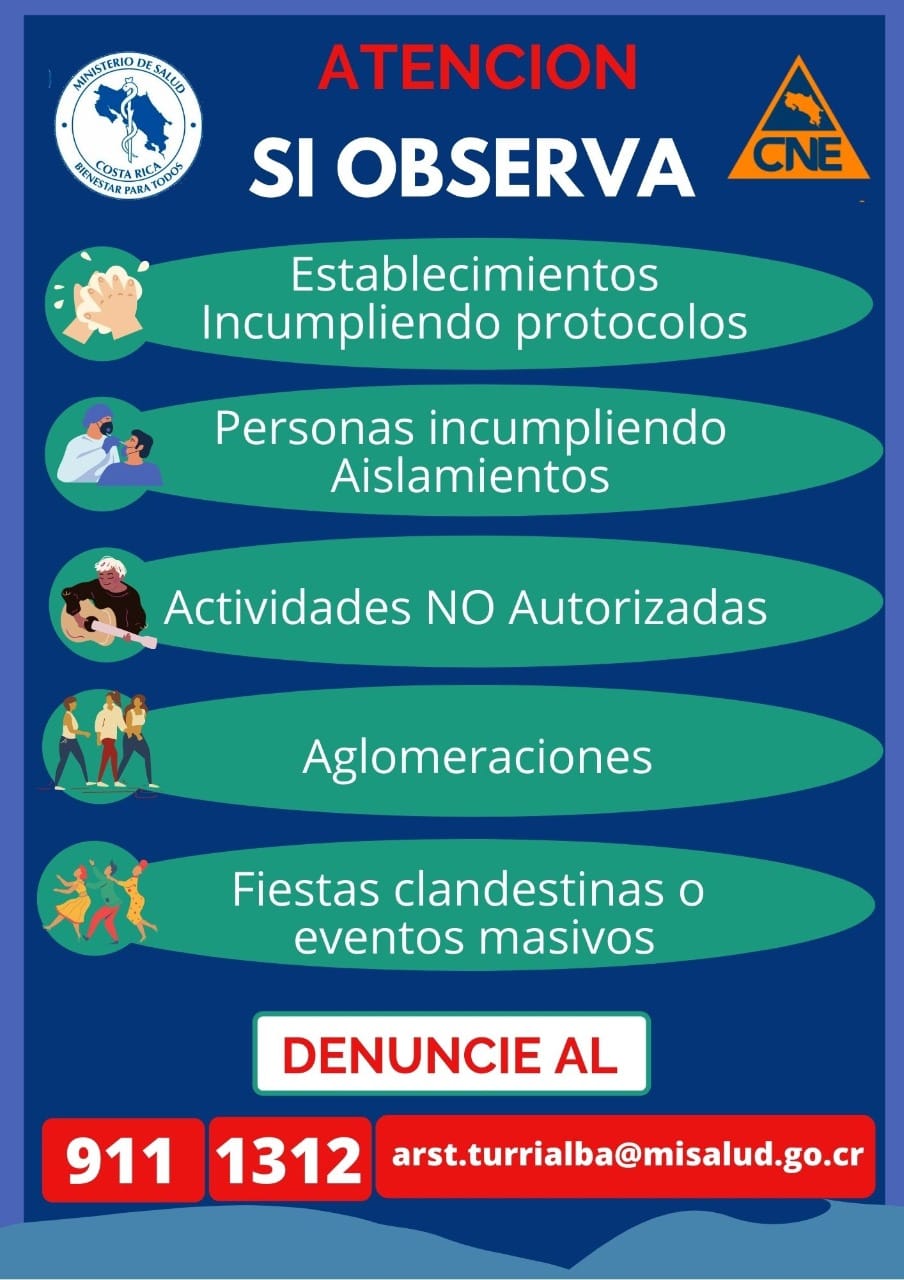 MINISTERIO DE SALUD
COSTA RICA
BIENESTAR PARA TODOS
ATENCION
CNE
SI OBSERVA
Establecimientos
Incumpliendo protocolos
Personas incumpliendo
Aislamientos
Actividades NO Autorizadas
Aglomeraciones
Fiestas clandestinas o
eventos masivos
DENUNCIE AL
911
1312
arst.turrialba@misalud.go.cr